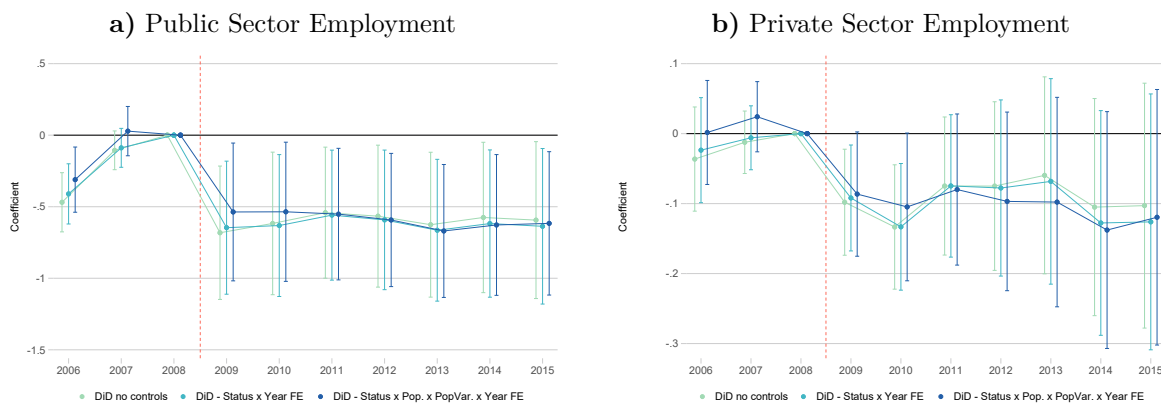 a) Public Sector Employment
.5
0
-.5
-1
-1.5
Coefficient
2006 2007 2008 2009 2010 2011 2012 2013 2014 2015
DiD no controls DiD - Status x Year FE DiD - Status x Pop. x PopVar. x Year FE
b) Private Sector Employment
.1
0
-.1
-.2
-.3
Coefficient
2006 2007 2008 2009 2010 2011 2012 2013 2014 2015
DiD no controls DiD - Status x Year FE DiD - Status x Pop. x PopVar. x Year FE